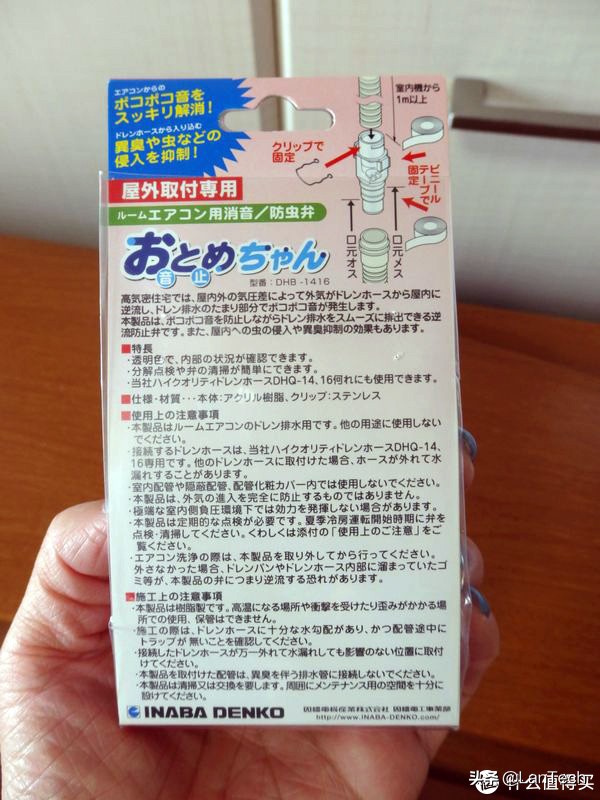 エアコンからの
ポコポコ音を
スッキリ解消!
ドレンホースから入り込む
異臭や虫などの
侵入を抑制!
室内機から
1m以上
クリップで
固定
ビニール
テープで
固定
口元オス
口元メス
屋外取付専用
ルームエアコン用消音/防虫弁
おとめちゃん
音 止
型番:DHB-1416
高気密住宅では、屋内外の気圧差によって外気がドレンホースから屋内に
逆流し、ドレン排水のたまり部分でポコポコ音が発生します。
本製品は、ポコポコ音を防止しながらドレン排水をスムーズに排出できる逆
流防止弁です。また、屋内への虫の侵入や異臭抑制の効果もあります。
■特長
・透明色で、内部の状況が確認できます。
・分解点検や弁の清掃が簡単にできます。
・当社ハイクオリティドレンホースDHQ-14、16何れにも使用できます。
■仕様・材質・・・本体:アクリル樹脂、クリップ:ステンレス
■使用上の注意事項
・本製品はルームエアコンのドレン排水用です。他の用途に使用しない
でください。
・接続するドレンホースは、当社ハイクオリティドレンホースDHQ-14、
16専用です。他のドレンホースに取付けた場合、ホースが外れて水
漏れすることがあります。
・室内配管や隠蔽配管、配管化粧カバー内では使用しないでください。
・本製品は、外気の進入を完全に防止するものではありません。
・極端な室内側負圧環境下では効力を発揮しない場合があります。
・本製品は定期的な点検が必要です。夏季冷房運転開始時期に弁を
点検・清掃してください。くわしくは添付の「使用上のご注意」をご
覧ください。
・エアコン洗浄の際は、本製品を取り外してから行ってください。
外さなかった場合、ドレンパンやドレンホース内部に溜まっていたゴ
ミ等が、本製品の弁につまり逆流する恐れがあります。
■施工上の注意事項
・本製品は樹脂製です。高温になる場所や衝撃を受けたり歪みがかかる場
所での使用、保管はできません。
・施工の際は、ドレンホースに十分な水勾配があり、かつ配管途中に
トラップが無いことを確認してください。
・接続したドレンホースが万一外れて水漏れしても影響のない位置に取付
けてください。
・本製品を取付けた配管は、異臭を伴う排水管に接続しないでください。
・本製品は清掃又は交換を要します。周囲にメンテナンス用の空間を十分に
設けてください。
INABA DENKO
因幡電機産業株式会社 因幡電工事業部
http://www.INABA-DENKO.com/
头条 @LanTech
值 什么值得买